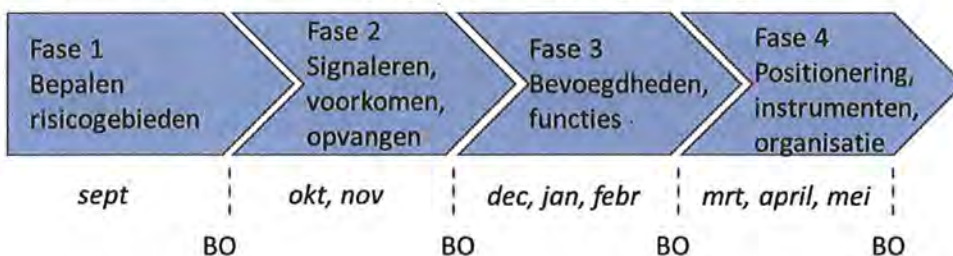 Fase 1
Bepalen
risicogebieden
Fase 2
Signaleren,
voorkomen,
opvangen
Fase 3
Bevoegdheden,
functies
Fase 4
Positionering,
instrumenten,
organisatie
sept
okt, nov
dec, jan, febr
mrt, april, mei
BO
BO
BO
BO